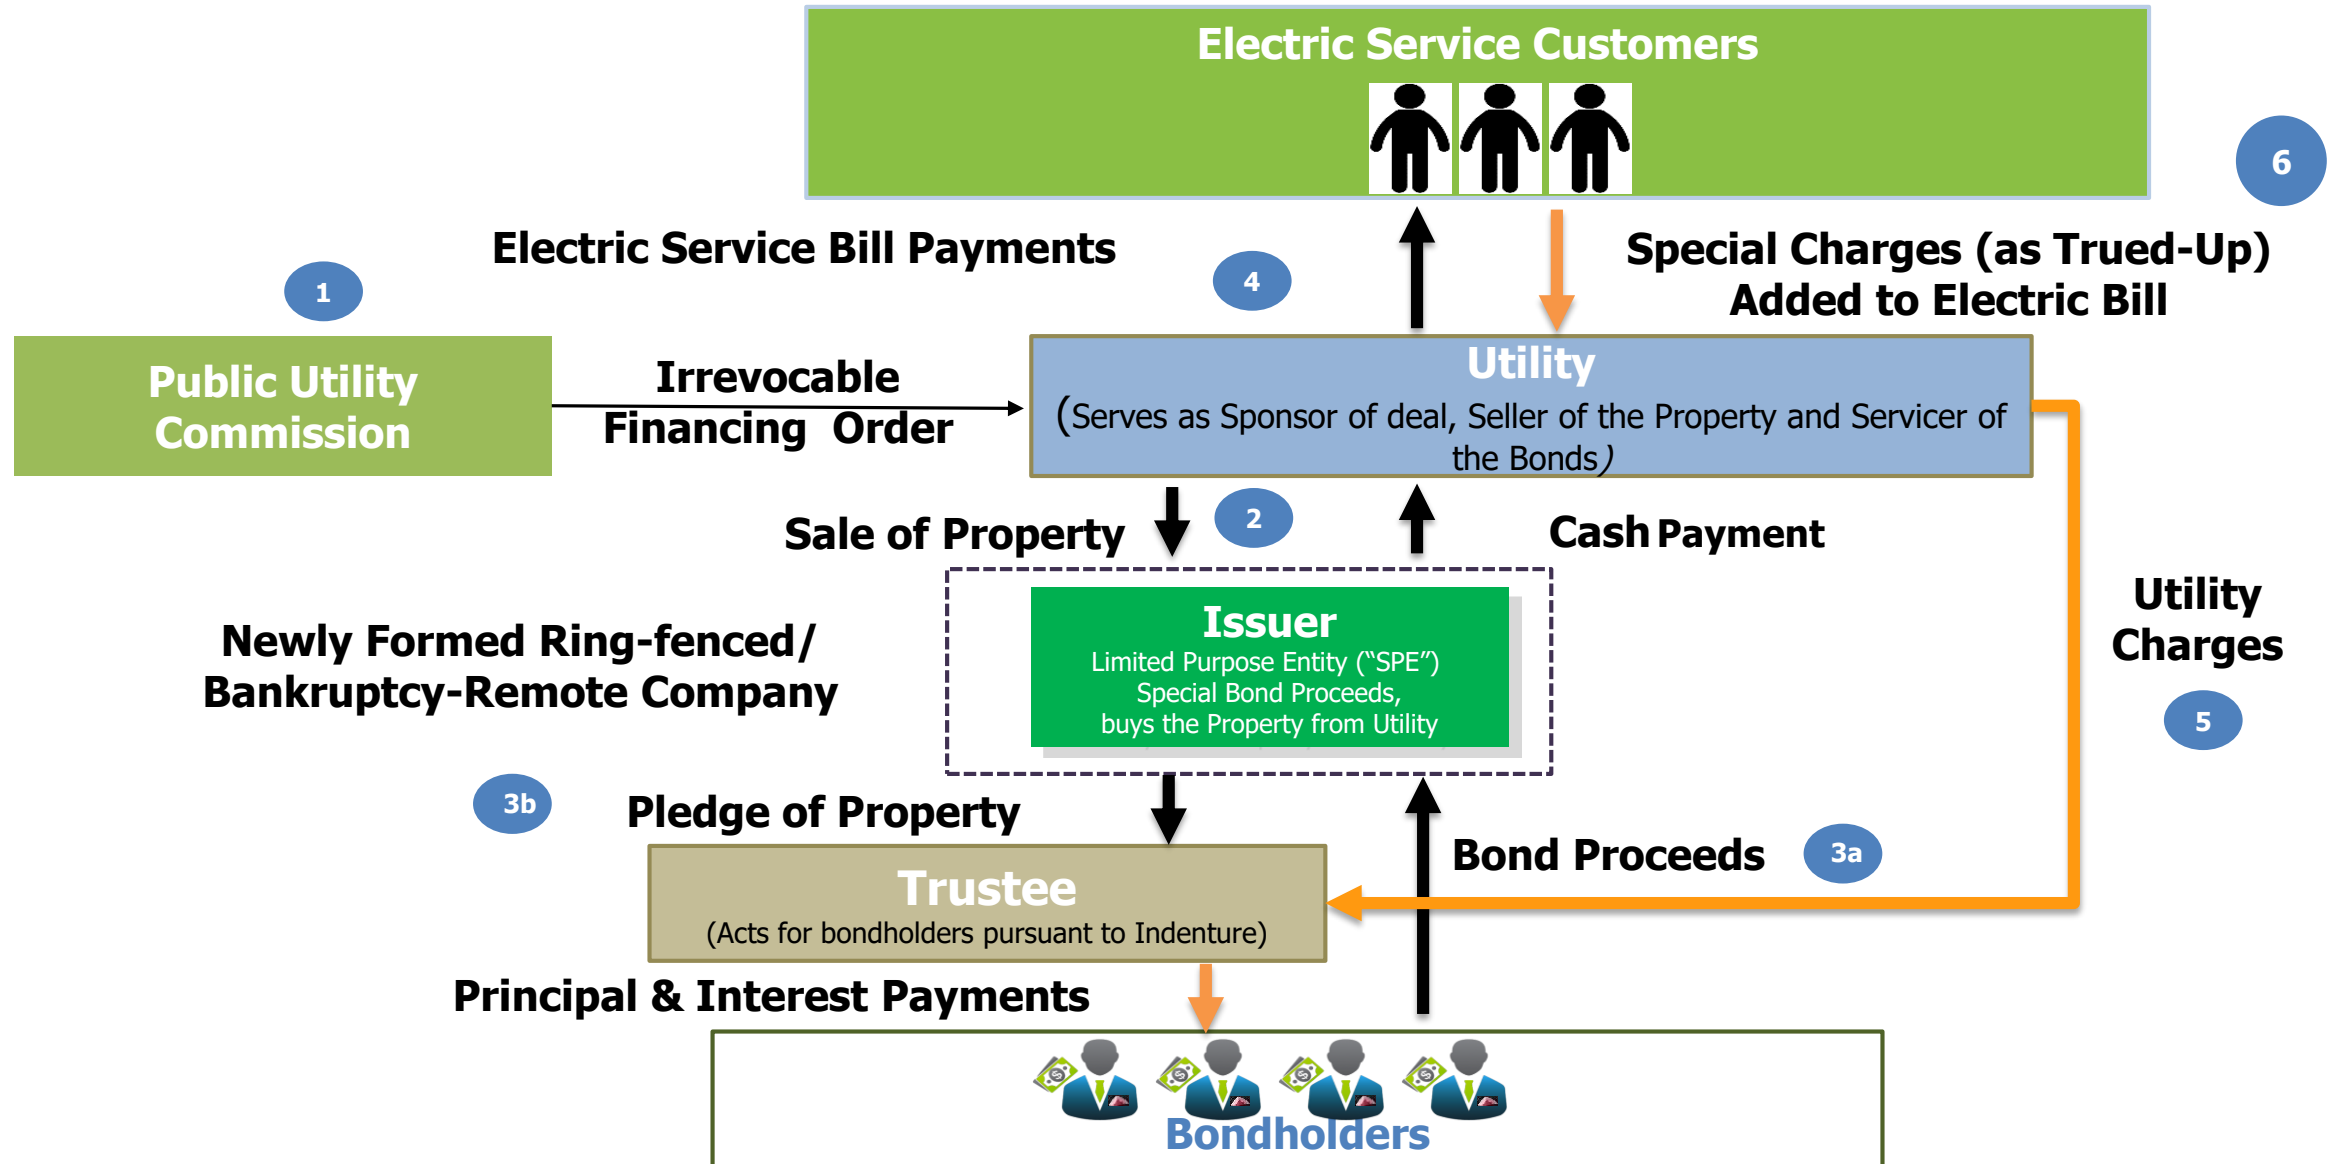 Electric Service Customers
6
Electric Service Bill Payments
4
Special Charges (as Trued-Up)
Added to Electric Bill
1
Public Utility
Commission
Irrevocable
Financing Order
Utility
(Serves as Sponsor of deal, Seller of the Property and Servicer of
the Bonds)
Sale of Property
2
Cash Payment
Utility
Charges
5
Newly Formed Ring-fenced/
Bankruptcy-Remote Company
Issuer
Limited Purpose Entity (“SPE”)
Special Bond Proceeds,
buys the Property from Utility
3b
Pledge of Property
Bond Proceeds
3a
Trustee
(Acts for bondholders pursuant to Indenture)
Principal & Interest Payments
Bondholders